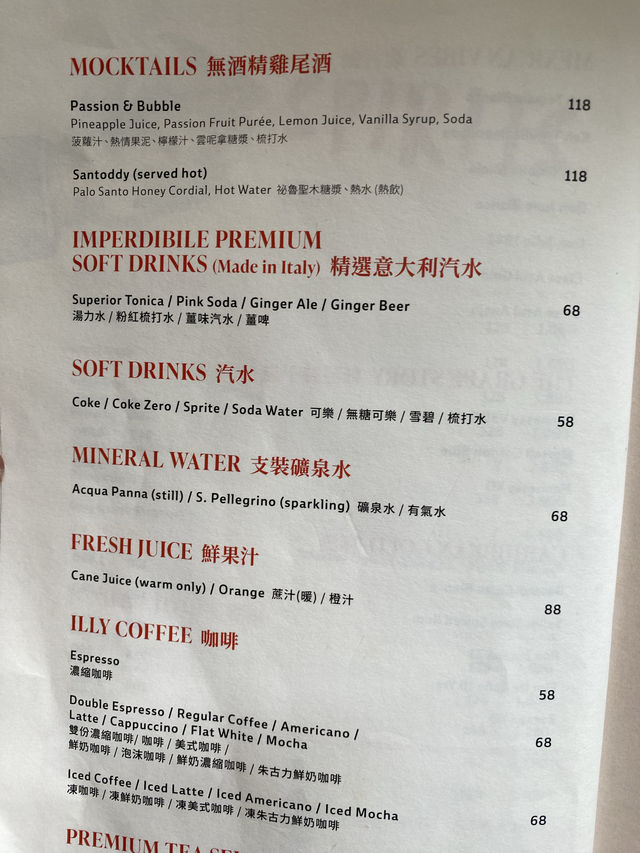 MOCKTAILS 無酒精雞尾酒
Passion & Bubble 118
Pineapple Juice, Passion Fruit Purée, Lemon Juice, Vanilla Syrup, Soda
菠蘿汁、熱情果泥、檸檬汁、雲呢拿糖漿、梳打水
Santoddy (served hot) 118
Palo Santo Honey Cordial, Hot Water 祕魯聖木糖漿、熱水 (熱飲)
IMPERDIBILE PREMIUM
SOFT DRINKS (Made in Italy) 精選意大利汽水
Superior Tonica / Pink Soda / Ginger Ale / Ginger Beer 68
湯力水 / 粉紅梳打水 / 薑味汽水 / 薑啤
SOFT DRINKS 汽水
Coke / Coke Zero / Sprite / Soda Water 可樂 / 無糖可樂 / 雪碧 / 梳打水 58
MINERAL WATER 支裝礦泉水
Acqua Panna (still) / S. Pellegrino (sparkling) 礦泉水 / 有氣水 68
FRESH JUICE 鮮果汁
Cane Juice (warm only) / Orange 蔗汁(暖) / 橙汁 88
ILLY COFFEE 咖啡
Espresso 58
濃縮咖啡
Double Espresso / Regular Coffee / Americano /
Latte / Cappuccino / Flat White / Mocha 68
雙份濃縮咖啡/ 咖啡 / 美式咖啡 /
鮮奶咖啡 / 泡沫咖啡 / 鮮奶濃縮咖啡 / 朱古力鮮奶咖啡
Iced Coffee / Iced Latte / Iced Americano / Iced Mocha 68
凍咖啡 / 凍鮮奶咖啡 / 凍美式咖啡 / 凍朱古力鮮奶咖啡
PREMIUM TEA